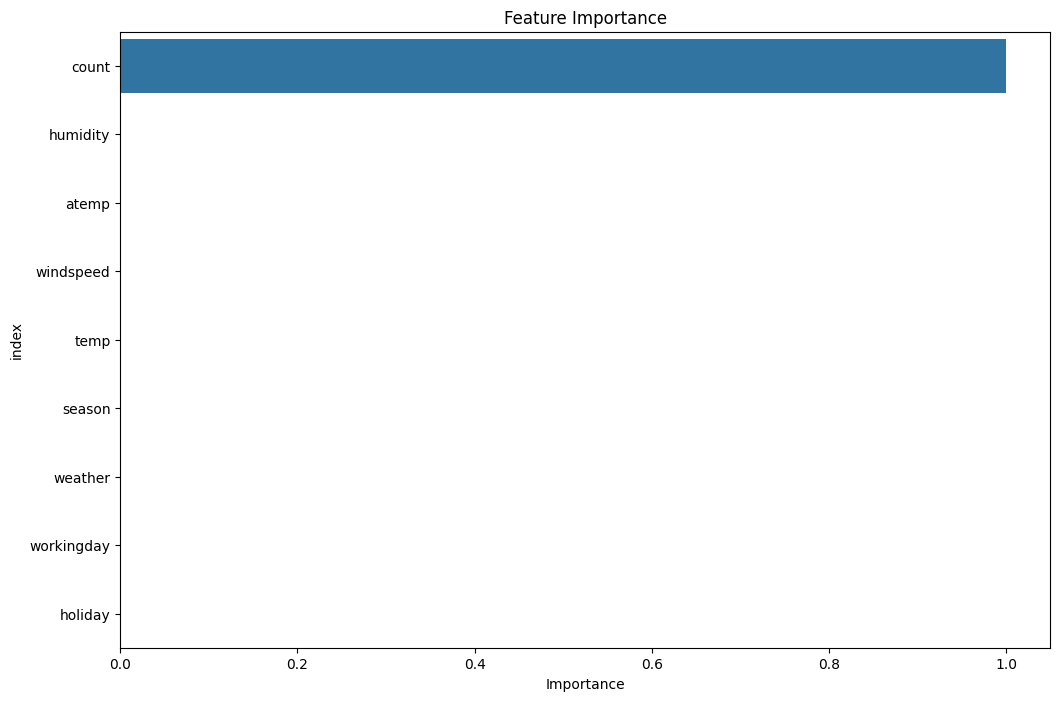 Feature Importance
count
humidity
atemp
windspeed
temp
season
weather
workingday
holiday
index
0.0 0.2 0.4 0.6 0.8 1.0
Importance